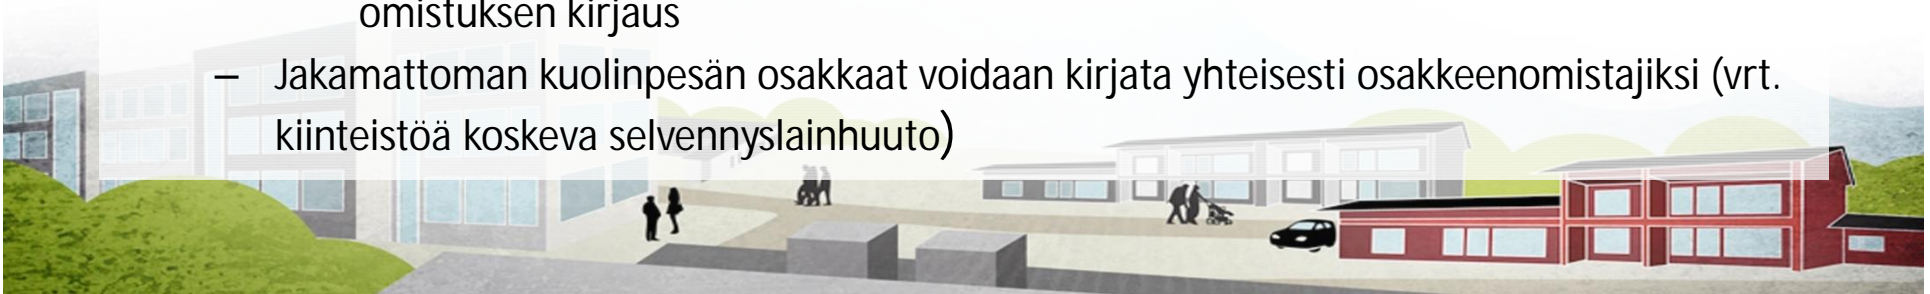 omistuksen kirjaus
– Jakamattoman kuolinpesän osakkaat voidaan kirjata yhteisesti osakkeenomistajiksi (vrt.
kiinteistöä koskeva selvennyslainhuuto)